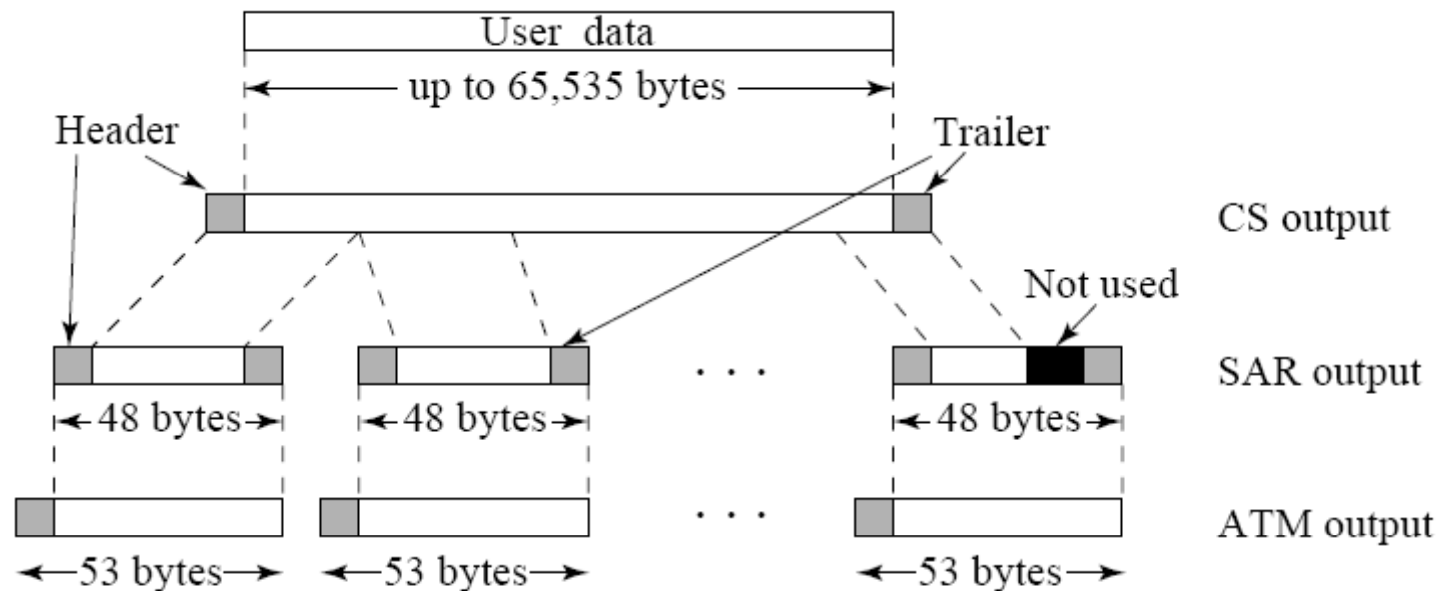 User data
up to 65,535 bytes
Header
Trailer
CS output
Not used
. . .
SAR output
48 bytes
48 bytes
48 bytes
. . .
ATM output
53 bytes
53 bytes
53 bytes